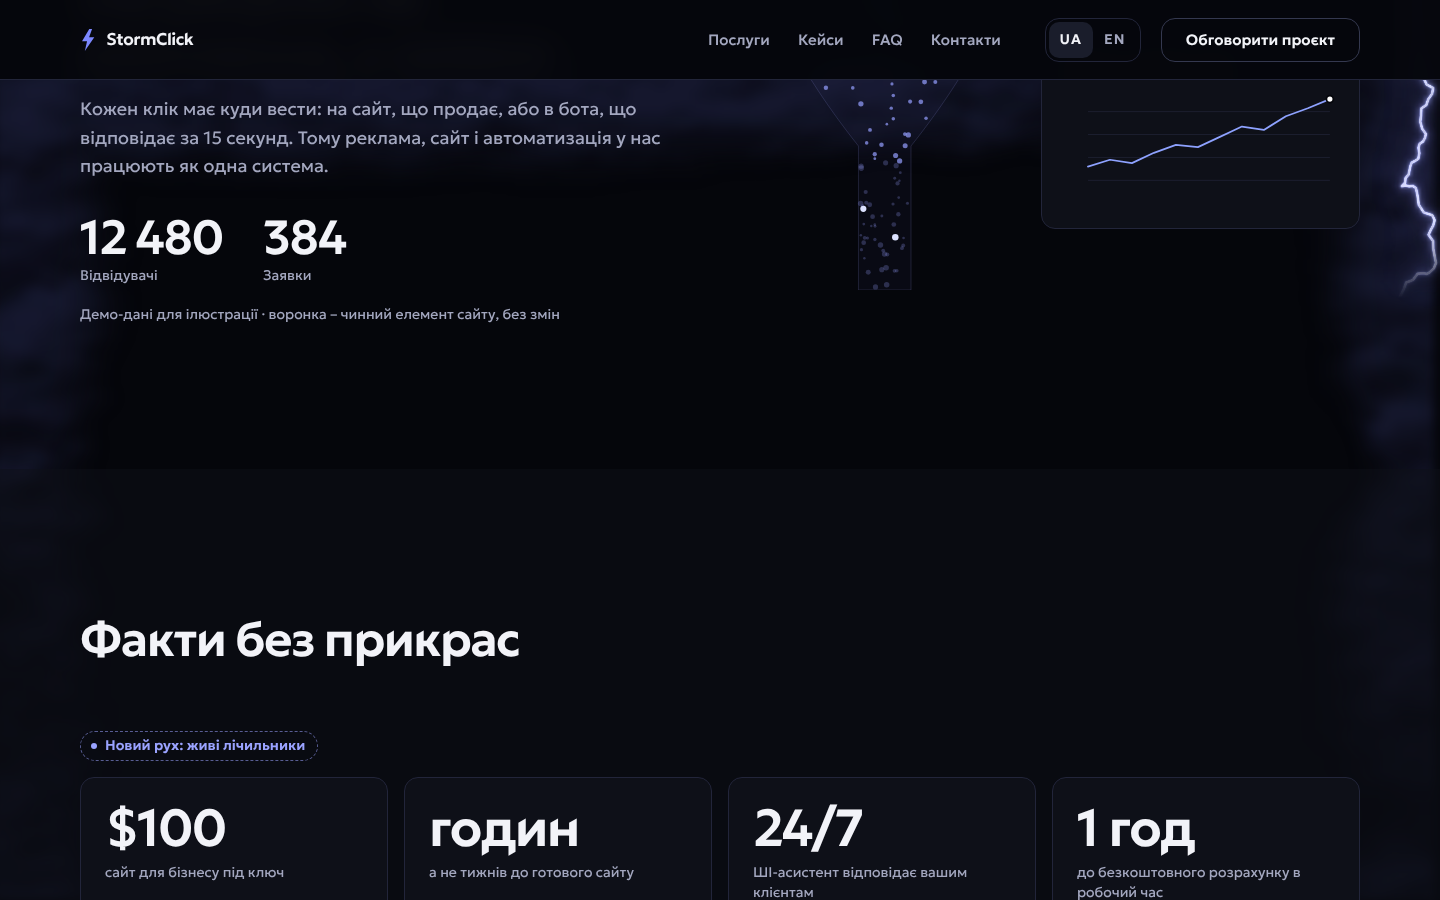 StormClick
Послуги
Кейси
FAQ
Контакти
UA
EN
Обговорити проєкт
Кожен клік має куди вести: на сайт, що продає, або в бота, що
відповідає за 15 секунд. Тому реклама, сайт і автоматизація у нас
працюють як одна система.
12 480
Відвідувачі
384
Заявки
Демо-дані для ілюстрації · воронка – чинний елемент сайту, без змін
Факти без прикрас
Новий рух: живі лічильники
$100
сайт для бізнесу під ключ
годин
а не тижнів до готового сайту
24/7
ШІ-асистент відповідає вашим
клієнтам
1 год
до безкоштовного розрахунку в
робочий час